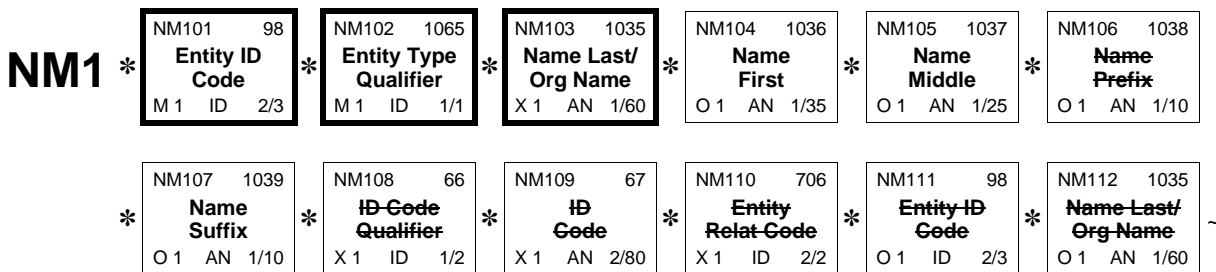 NM101 98 NM102 1065 NM103 1035 NM104 1036 NM105 1037 NM106 1038
NM1 * Entity ID * Entity Type * Name Last/ * Name * Name * Name
Code Qualifier Org Name First Middle Prefix
M 1 ID 2/3 M 1 ID 1/1 X 1 AN 1/60 O 1 AN 1/35 O 1 AN 1/25 O 1 AN 1/10
NM107 1039 NM108 66 NM109 67 NM110 706 NM111 98 NM112 1035
* Name * ID Code * ID * Entity * Entity ID * Name Last/ ~
Suffix Qualifier Code Relat Code Code Org Name
O 1 AN 1/10 X 1 ID 1/2 X 1 AN 2/80 X 1 ID 2/2 O 1 ID 2/3 O 1 AN 1/60